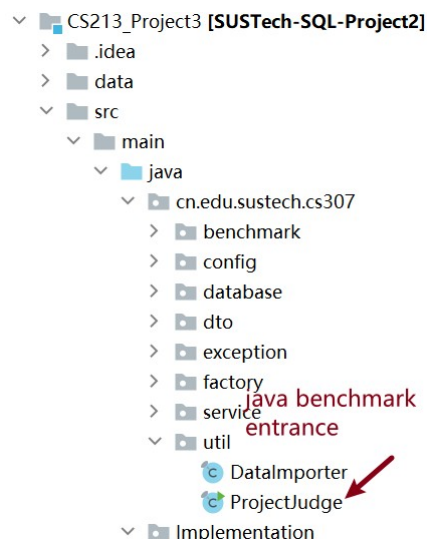 CS213_Project3 [SUSTech-SQL-Project2]
.idea
data
src
main
java
cn.edu.sustech.cs307
benchmark
config
database
dto
exception
factory
service
java benchmark
entrance
util
DataImporter
ProjectJudge
Implementation